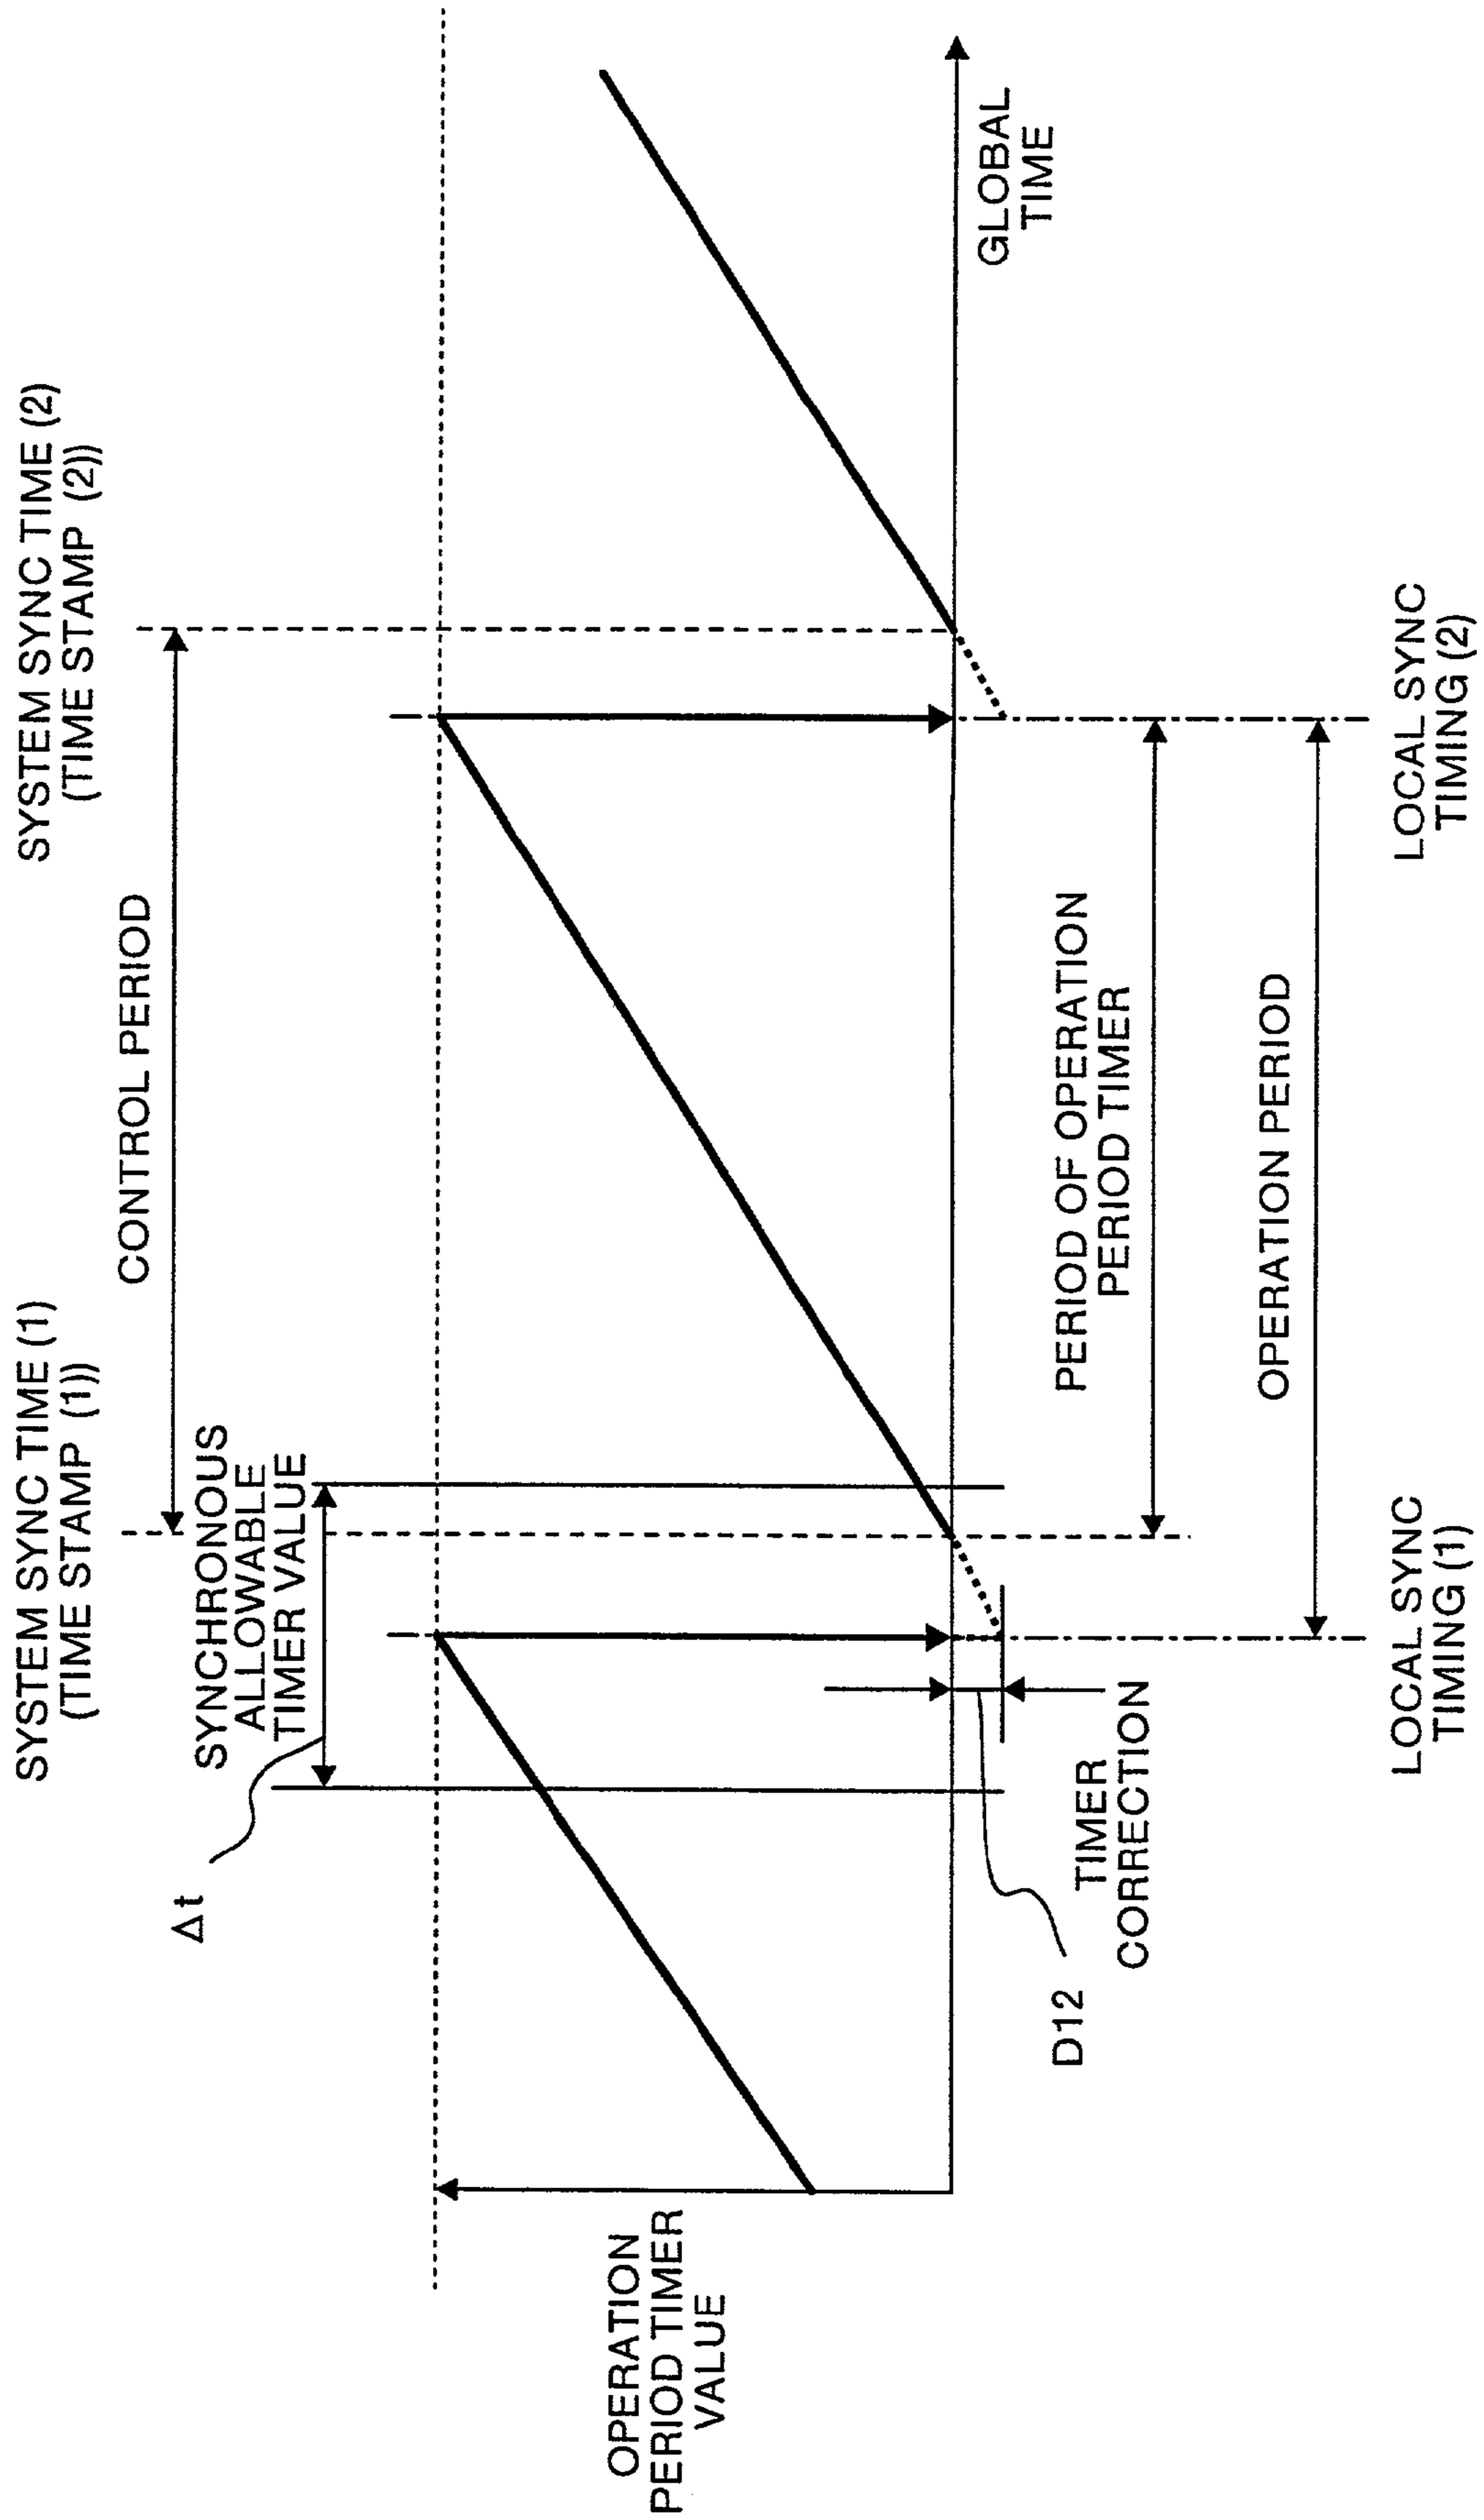 SYSTEM SYNC TIME (1)
(TIME STAMP (1))
SYSTEM SYNC TIME (2)
(TIME STAMP (2))
CONTROL PERIOD
SYNCHRONOUS
ALLOWABLE
TIMER VALUE
Δt
OPERATION
PERIOD TIMER
VALUE
GLOBAL
TIME
D12
TIMER
CORRECTION
PERIOD OF OPERATION
PERIOD TIMER
OPERATION PERIOD
LOCAL SYNC
TIMING (1)
LOCAL SYNC
TIMING (2)